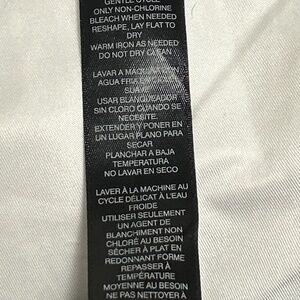 GENTLE CYCLE
ONLY NON-CHLORINE
BLEACH WHEN NEEDED
RESHAPE, LAY FLAT TO
DRY
WARM IRON AS NEEDED
DO NOT DRY CLEAN
LAVAR A MAQUINA CON
AGUA FRIA EN CICLO
SUAVE
USAR BLANQUEADOR
SIN CLORO CUANDO SE
NECESITE.
EXTENDER Y PONER EN
UN LUGAR PLANO PARA
SECAR
PLANCHAR A BAJA
TEMPERATURA
NO LAVAR EN SECO
LAVER À LA MACHINE AU
CYCLE DÉLICAT À L'EAU
FROIDE
UTILISER SEULEMENT
UN AGENT DE
BLANCHIMENT NON
CHLORÉ AU BESOIN
SÉCHER À PLAT EN
REDONNANT FORME
REPASSER À
TEMPÉRATURE
MOYENNE AU BESOIN
NE PAS NETTOYER À